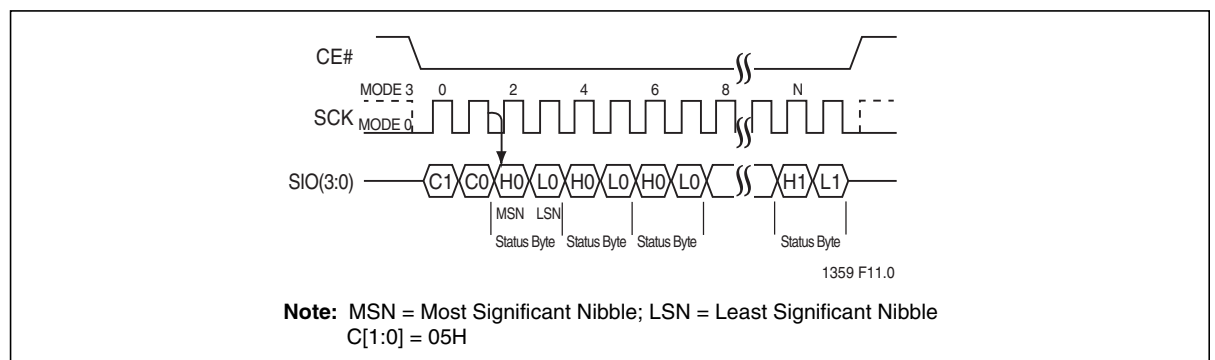 CE#
MODE 3 0 2 4 6 8 N
SCK MODE 0
SIO(3:0) C1 C0 H0 L0 H0 L0 H0 L0 H1 L1
MSN LSN
Status Byte Status Byte Status Byte Status Byte
1359 F11.0
Note: MSN = Most Significant Nibble; LSN = Least Significant Nibble
C[1:0] = 05H